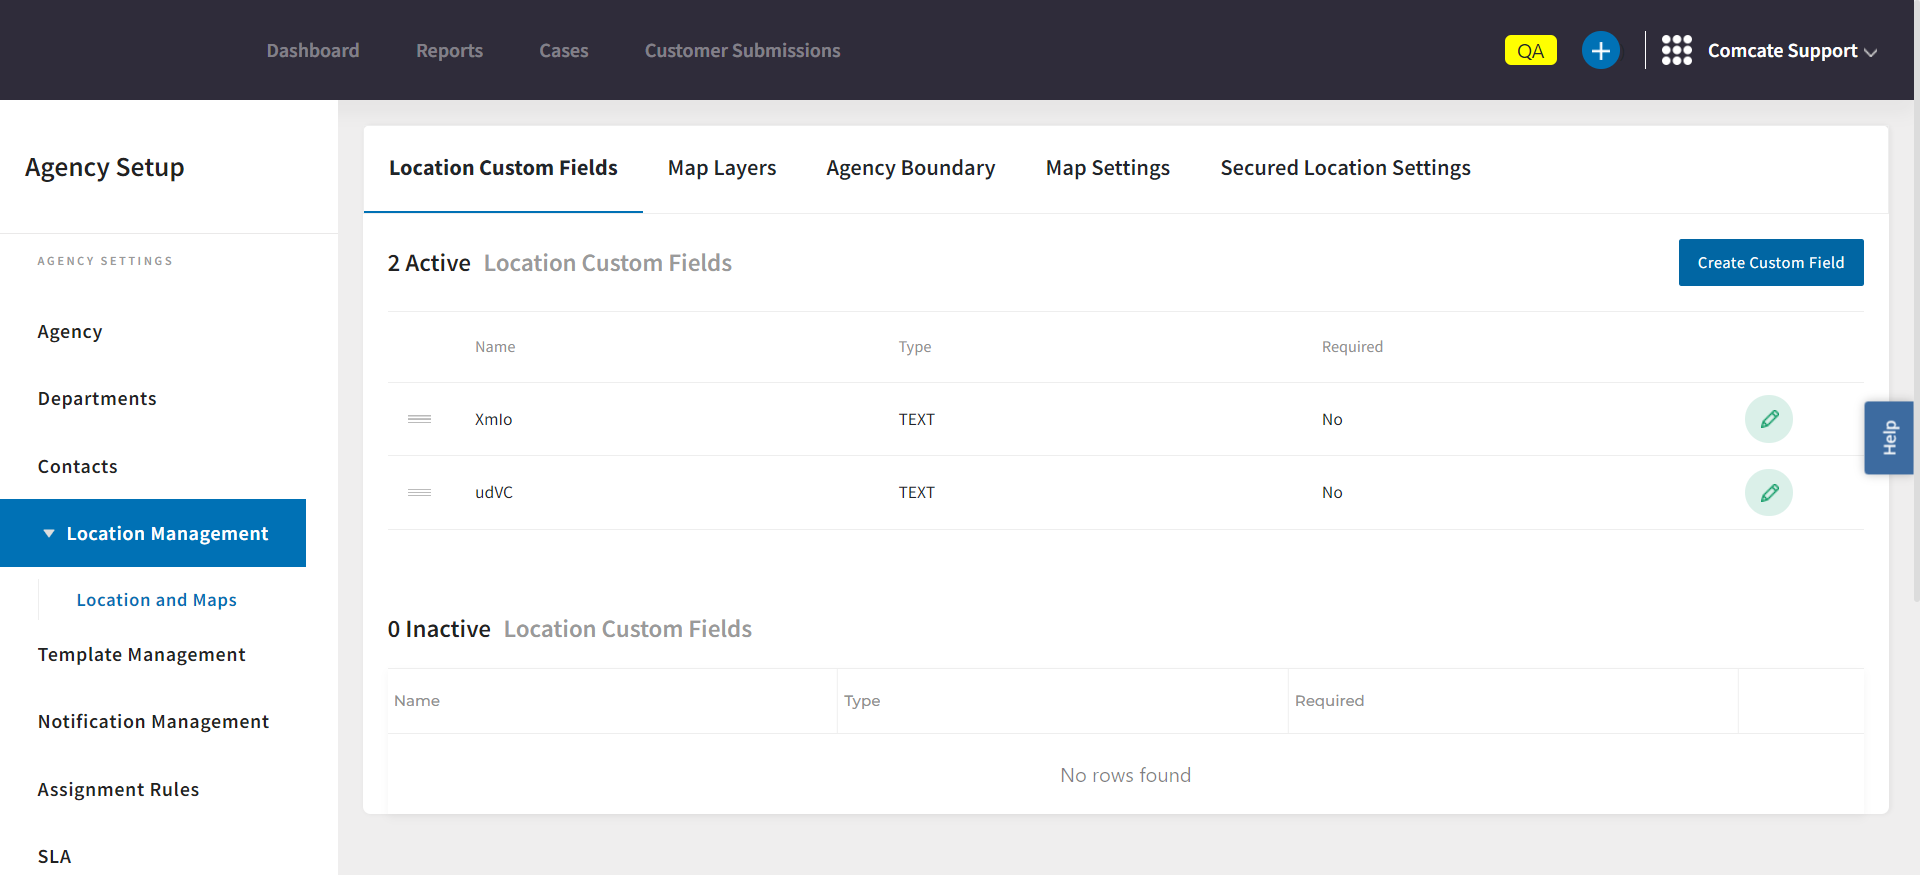 Dashboard Reports Cases Customer Submissions QA Comcate Support
Agency Setup
AGENCY SETTINGS
Agency
Departments
Contacts
Location Management
Location and Maps
Template Management
Notification Management
Assignment Rules
SLA
Location Custom Fields Map Layers Agency Boundary Map Settings Secured Location Settings
2 Active Location Custom Fields Create Custom Field
Name Type Required
XmIo TEXT No
udVC TEXT No
0 Inactive Location Custom Fields
Name Type Required
No rows found
Help